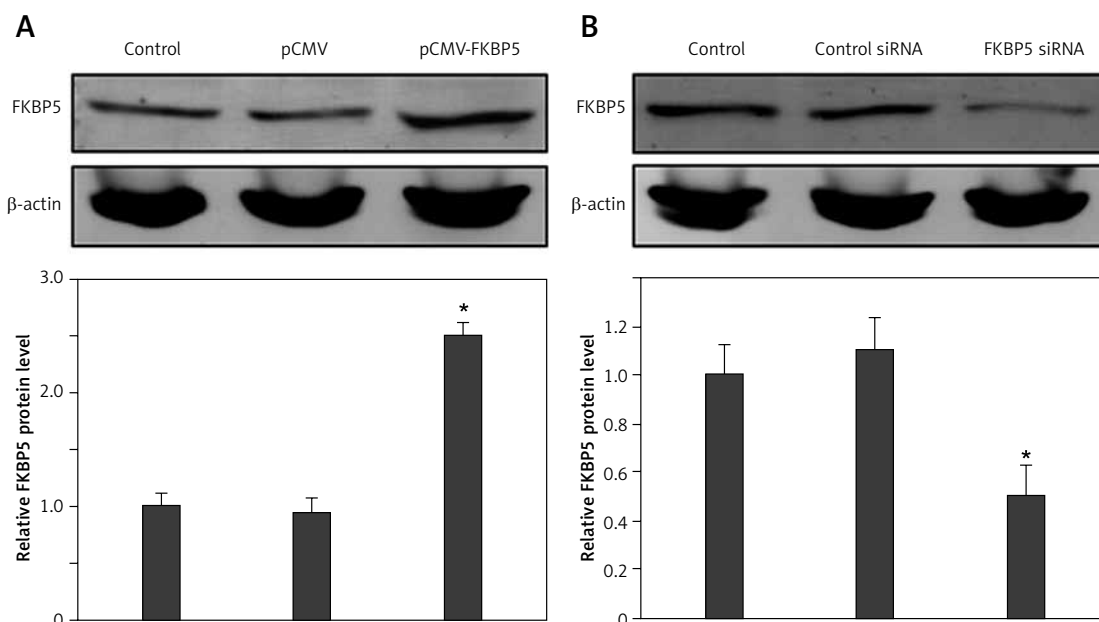 A
Control pCMV pCMV-FKBP5
FKBP5
β-actin
Relative FKBP5 protein level
3.0
2.0
1.0
0
*
B
Control Control siRNA FKBP5 siRNA
FKBP5
β-actin
Relative FKBP5 protein level
1.2
1.0
0.8
0.6
0.4
0.2
0
*